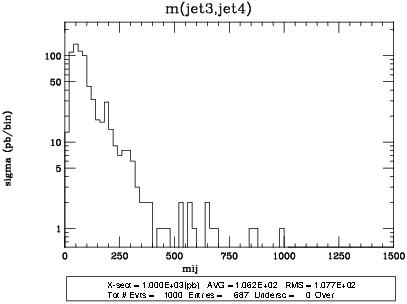 m(jet3,jet4)
sigma (pb/bin)
100
50
10
5
1
0 250 500 750 1000 1250 1500
mij
X-sect = 1.000E+03(pb) AVG = 1.062E+02 RMS = 1.077E+02
Tot # Evts = 1000 Entries = 687 Undersc = 0 Over